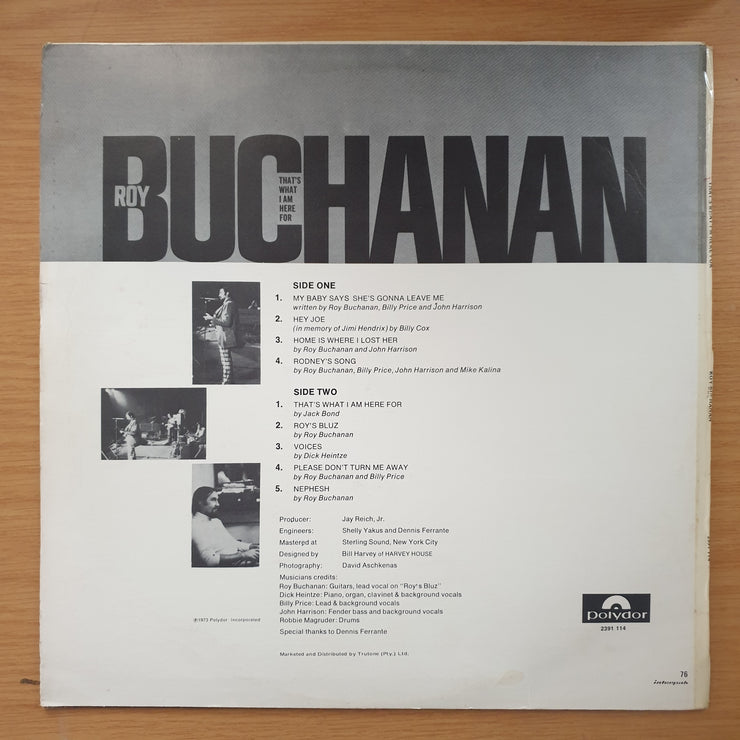 ROY
BUCHANAN
THAT'S
WHAT
I AM
HERE
FOR
SIDE ONE
1. MY BABY SAYS SHE'S GONNA LEAVE ME
written by Roy Buchanan, Billy Price and John Harrison
2. HEY JOE
(in memory of Jimi Hendrix) by Billy Cox
3. HOME IS WHERE I LOST HER
by Roy Buchanan and John Harrison
4. RODNEY'S SONG
by Roy Buchanan, Billy Price, John Harrison and Mike Kalina
SIDE TWO
1. THAT'S WHAT I AM HERE FOR
by Jack Bond
2. ROY'S BLUZ
by Roy Buchanan
3. VOICES
by Dick Heintze
4. PLEASE DON'T TURN ME AWAY
by Roy Buchanan and Billy Price
5. NEPHESH
by Roy Buchanan
Producer: Jay Reich, Jr.
Engineers: Shelly Yakus and Dennis Ferrante
Mastered at Sterling Sound, New York City
Designed by Bill Harvey of HARVEY HOUSE
Photography: David Aschkenas
Musicians credits:
Roy Buchanan: Guitars, lead vocal on "Roy's Bluz"
Dick Heintze: Piano, organ, clavinet & background vocals
Billy Price: Lead & background vocals
John Harrison: Fender bass and background vocals
Robbie Magruder: Drums
Special thanks to Dennis Ferrante
℗1973 Polydor Incorporated
Marketed and Distributed by Trutone (Pty.) Ltd.
polydor
2391 114
76
interpak
ROY BUCHANAN